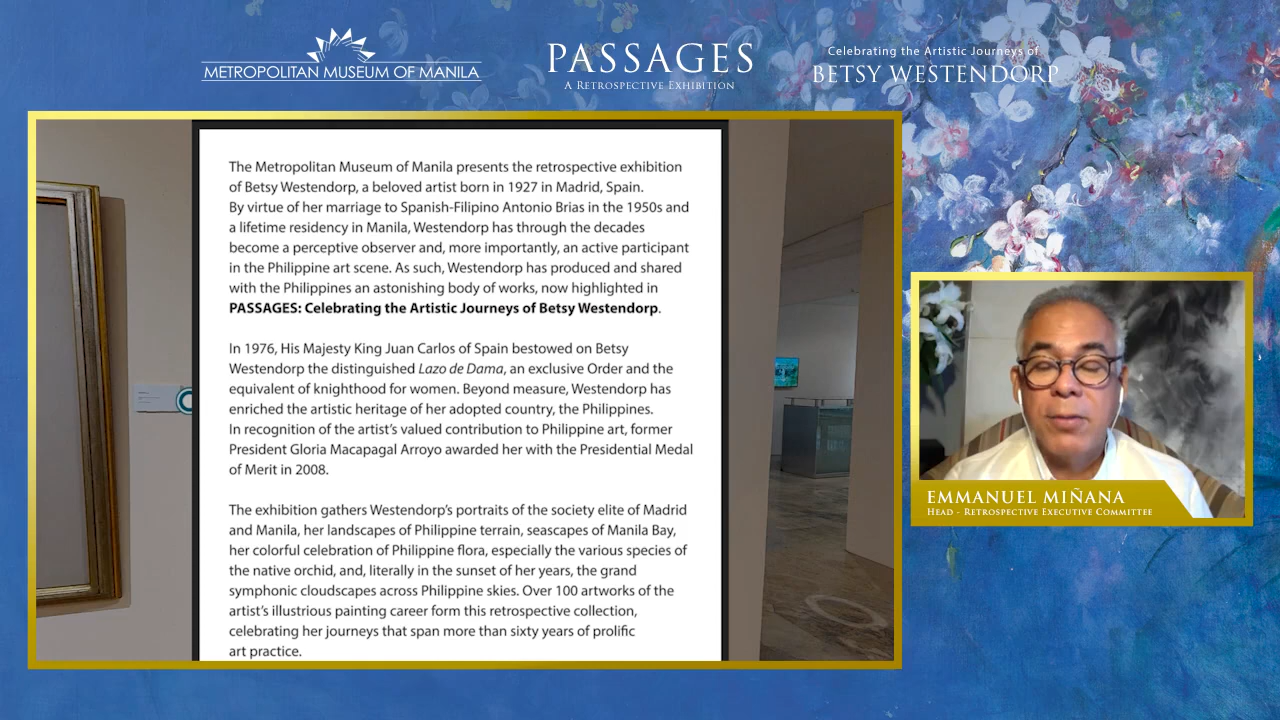 METROPOLITAN MUSEUM OF MANILA
PASSAGES
A RETROSPECTIVE EXHIBITION
Celebrating the Artistic Journeys of
BETSY WESTENDORP
The Metropolitan Museum of Manila presents the retrospective exhibition
of Betsy Westendorp, a beloved artist born in 1927 in Madrid, Spain.
By virtue of her marriage to Spanish-Filipino Antonio Brias in the 1950s and
a lifetime residency in Manila, Westendorp has through the decades
become a perceptive observer and, more importantly, an active participant
in the Philippine art scene. As such, Westendorp has produced and shared
with the Philippines an astonishing body of works, now highlighted in
PASSAGES: Celebrating the Artistic Journeys of Betsy Westendorp.
In 1976, His Majesty King Juan Carlos of Spain bestowed on Betsy
Westendorp the distinguished Lazo de Dama, an exclusive Order and the
equivalent of knighthood for women. Beyond measure, Westendorp has
enriched the artistic heritage of her adopted country, the Philippines.
In recognition of the artist's valued contribution to Philippine art, former
President Gloria Macapagal Arroyo awarded her with the Presidential Medal
of Merit in 2008.
The exhibition gathers Westendorp's portraits of the society elite of Madrid
and Manila, her landscapes of Philippine terrain, seascapes of Manila Bay,
her colorful celebration of Philippine flora, especially the various species of
the native orchid, and, literally in the sunset of her years, the grand
symphonic cloudscapes across Philippine skies. Over 100 artworks of the
artist's illustrious painting career form this retrospective collection,
celebrating her journeys that span more than sixty years of prolific
art practice.
EMMANUEL MIÑANA
HEAD - RETROSPECTIVE EXECUTIVE COMMITTEE